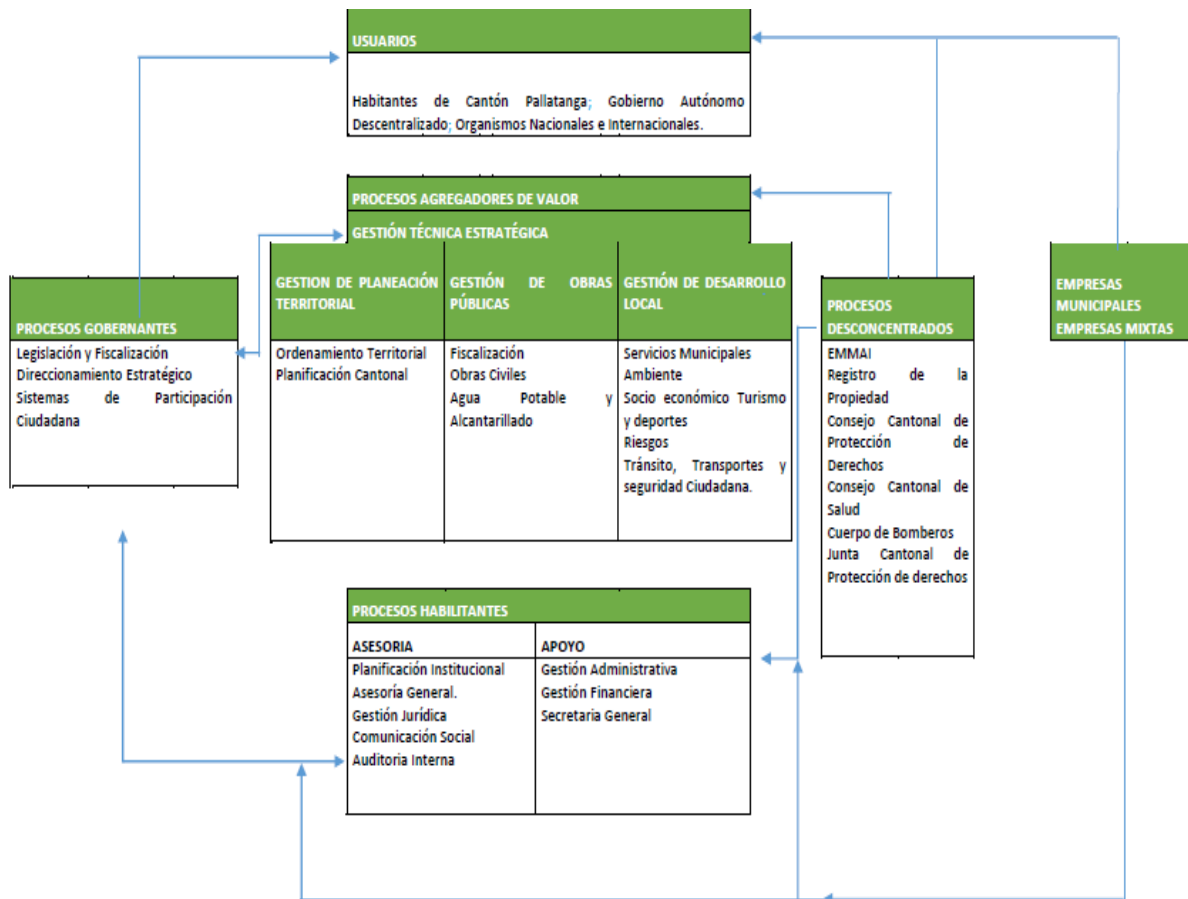 USUARIOS
Habitantes de Cantón Pallatanga; Gobierno Autónomo
Descentralizado; Organismos Nacionales e Internacionales.
PROCESOS AGREGADORES DE VALOR
GESTIÓN TÉCNICA ESTRATÉGICA
PROCESOS GOBERNANTES
Legislación y Fiscalización
Direccionamiento Estratégico
Sistemas de Participación
Ciudadana
GESTION DE PLANEACIÓN
TERRITORIAL
Ordenamiento Territorial
Planificación Cantonal
GESTIÓN DE OBRAS
PÚBLICAS
Fiscalización
Obras Civiles
Agua Potable y
Alcantarillado
GESTIÓN DE DESARROLLO
LOCAL
Servicios Municipales
Ambiente
Socio económico Turismo
y deportes
Riesgos
Tránsito, Transportes y
seguridad Ciudadana.
PROCESOS
DESCONCENTRADOS
EMMAI
Registro de la
Propiedad
Consejo Cantonal de
Protección de
Derechos
Consejo Cantonal de
Salud
Cuerpo de Bomberos
Junta Cantonal de
Protección de derechos
EMPRESAS
MUNICIPALES
EMPRESAS MIXTAS
PROCESOS HABILITANTES
ASESORIA
Planificación Institucional
Asesoría General.
Gestión Jurídica
Comunicación Social
Auditoria Interna
APOYO
Gestión Administrativa
Gestión Financiera
Secretaria General